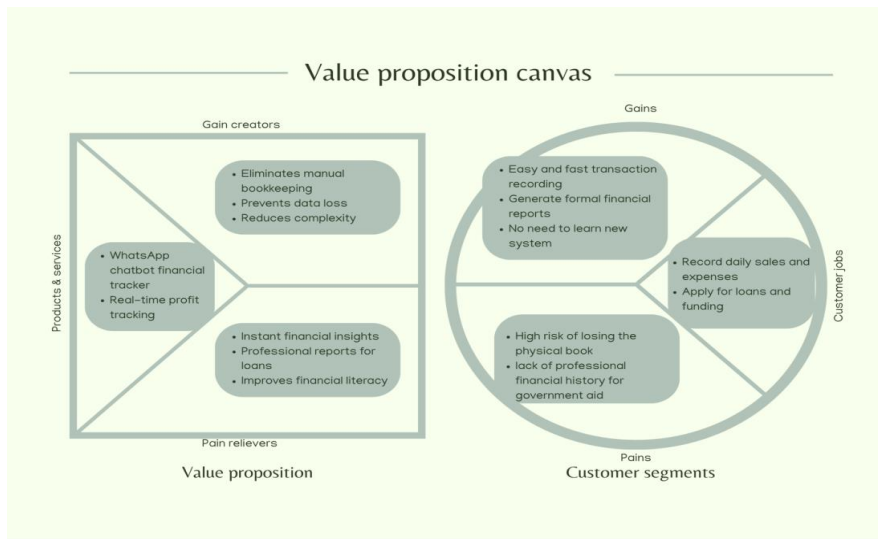 Value proposition canvas
Gain creators
• Eliminates manual
bookkeeping
• Prevents data loss
• Reduces complexity
Products & services
• WhatsApp
chatbot financial
tracker
• Real-time profit
tracking
• Instant financial insights
• Professional reports for
loans
• Improves financial literacy
Pain relievers
Value proposition
Gains
• Easy and fast transaction
recording
• Generate formal financial
reports
• No need to learn new
system
• Record daily sales and
expenses
• Apply for loans and
funding
Customer jobs
• High risk of losing the
physical book
• lack of professional
financial history for
government aid
Pains
Customer segments